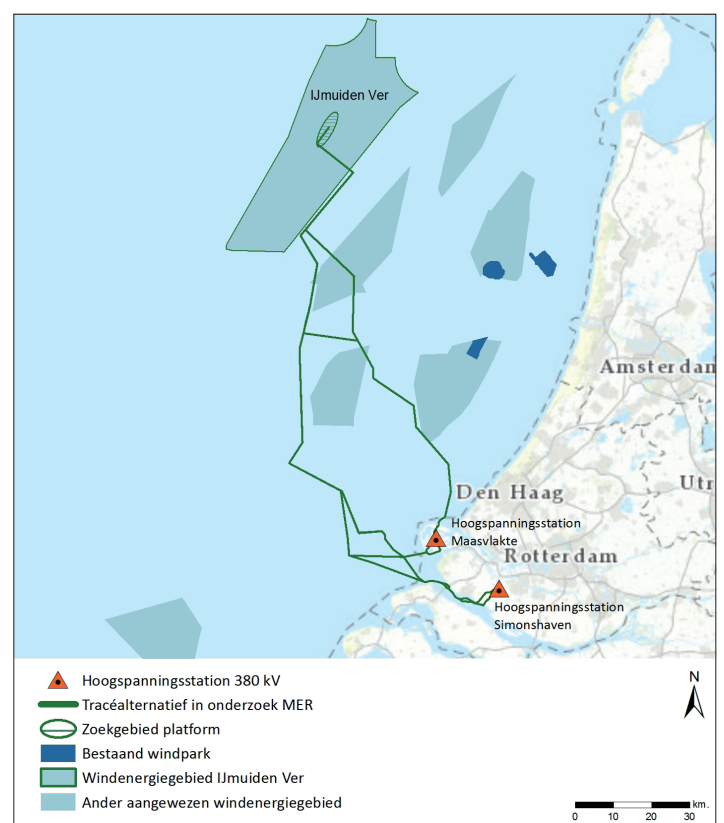 IJmuiden Ver
Amsterdam
Utr
Den Haag
Hoogspanningsstation
Maasvlakte
Rotterdam
Hoogspanningsstation
Simonshaven
Hoogspanningsstation 380 kV
Tracéalternatief in onderzoek MER
Zoekgebied platform
Bestaand windpark
Windenergiegebied IJmuiden Ver
Ander aangewezen windenergiegebied
N
km.
0 10 20 30